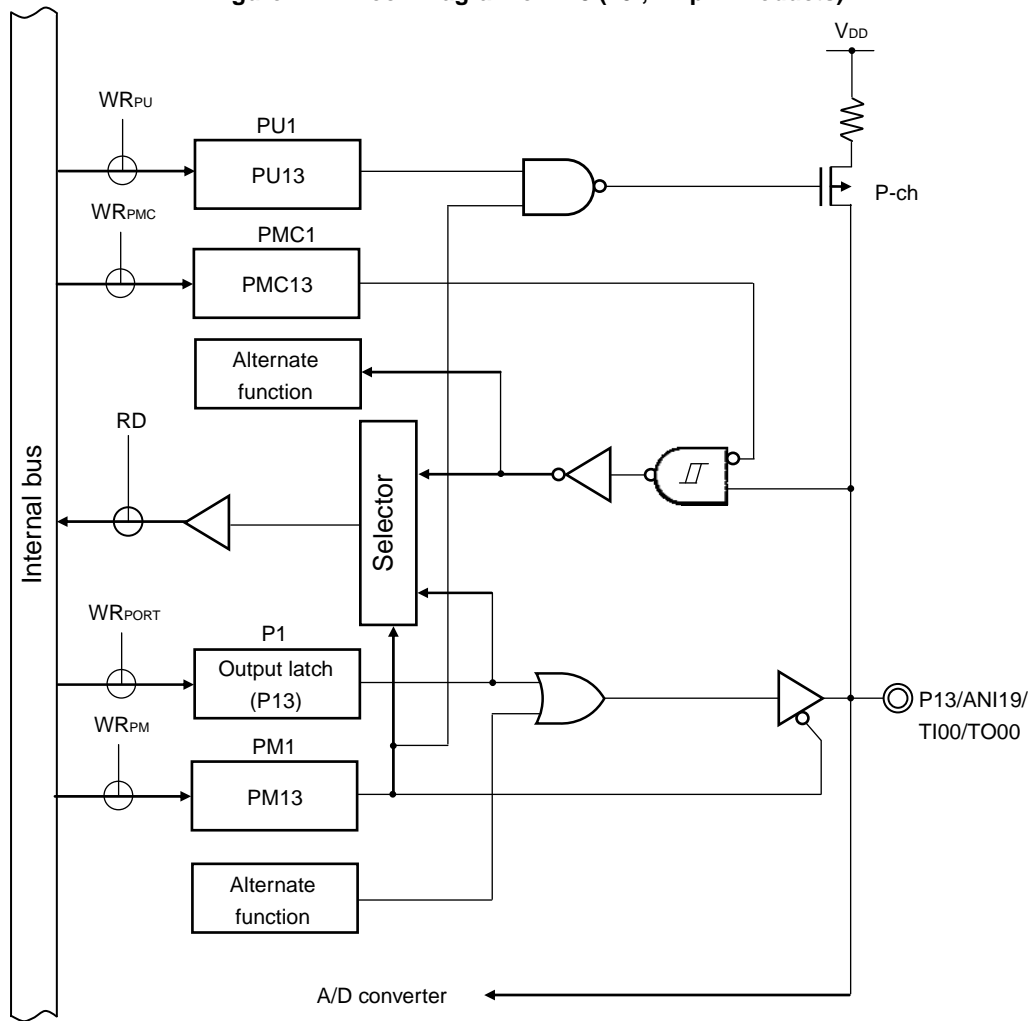 VDD
WRPU
PU1
PU13
P-ch
WRPMC
PMC1
PMC13
Alternate
function
RD
Selector
Internal bus
WRPORT
P1
Output latch
(P13)
P13/ANI19/
TI00/TO00
WRPM
PM1
PM13
Alternate
function
A/D converter